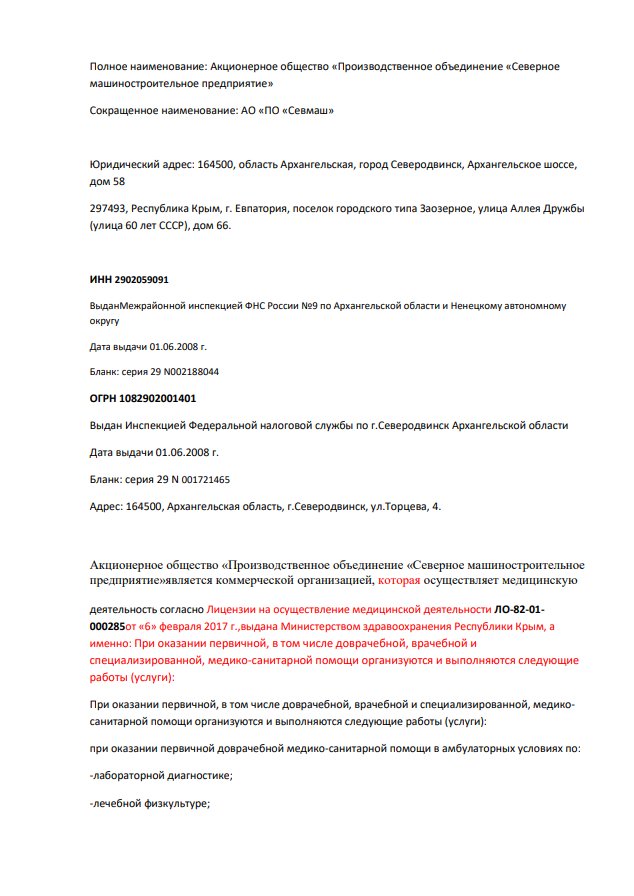 Полное наименование: Акционерное общество «Производственное объединение «Северное
машиностроительное предприятие»
Сокращенное наименование: АО «ПО «Севмаш»
Юридический адрес: 164500, область Архангельская, город Северодвинск, Архангельское шоссе,
дом 58
297493, Республика Крым, г. Евпатория, поселок городского типа Заозерное, улица Аллея Дружбы
(улица 60 лет СССР), дом 66.
ИНН 2902059091
ВыданМежрайонной инспекцией ФНС России №9 по Архангельской области и Ненецкому автономному
округу
Дата выдачи 01.06.2008 г.
Бланк: серия 29 N002188044
ОГРН 1082902001401
Выдан Инспекцией Федеральной налоговой службы по г.Северодвинск Архангельской области
Дата выдачи 01.06.2008 г.
Бланк: серия 29 N 001721465
Адрес: 164500, Архангельская область, г.Северодвинск, ул.Торцева, 4.
Акционерное общество «Производственное объединение «Северное машиностроительное
предприятие»является коммерческой организацией, которая осуществляет медицинскую
деятельность согласно Лицензии на осуществление медицинской деятельности ЛО-82-01-
000285от «6» февраля 2017 г.,выдана Министерством здравоохранения Республики Крым, а
именно: При оказании первичной, в том числе доврачебной, врачебной и
специализированной, медико-санитарной помощи организуются и выполняются следующие
работы (услуги):
При оказании первичной, в том числе доврачебной, врачебной и специализированной, медико-
санитарной помощи организуются и выполняются следующие работы (услуги):
при оказании первичной доврачебной медико-санитарной помощи в амбулаторных условиях по:
-лабораторной диагностике;
-лечебной физкультуре;